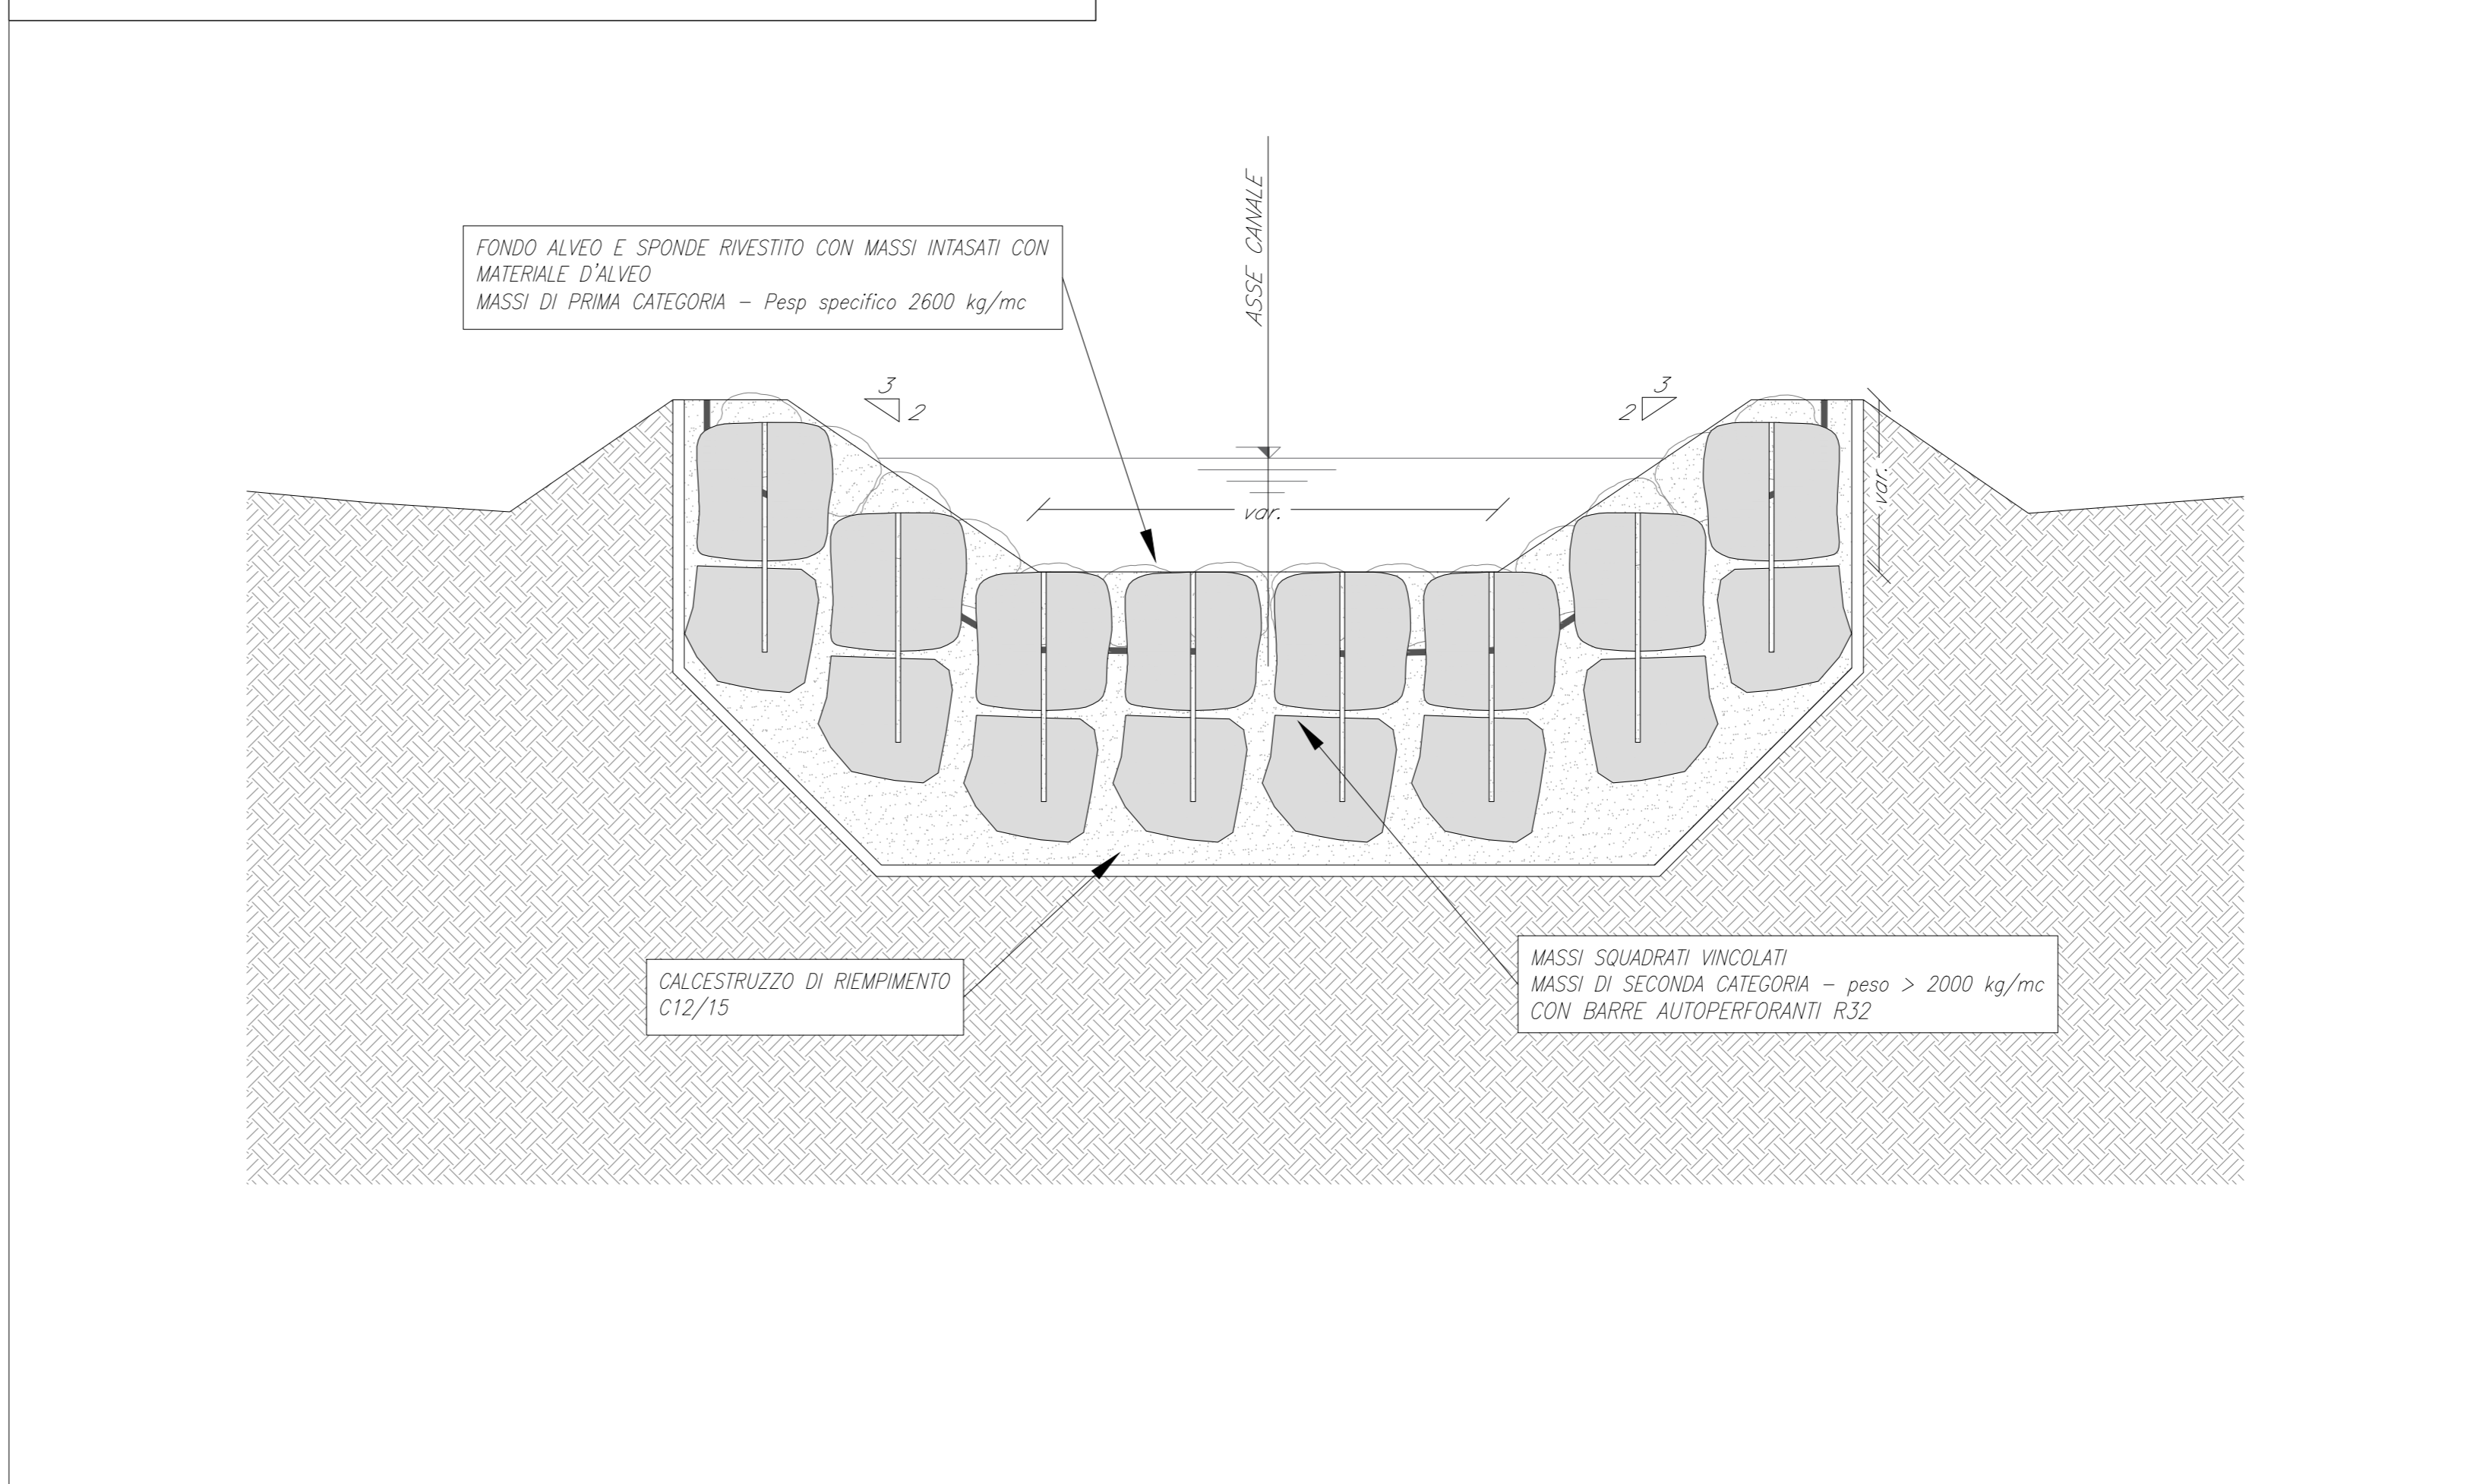 ASSE CANALE
FONDO ALVEO E SPONDE RIVESTITO CON MASSI INTASATI CON
MATERIALE D'ALVEO
MASSI DI PRIMA CATEGORIA – Pesp specifico 2600 kg/mc
3
2
3
2
var.
var.
CALCESTRUZZO DI RIEMPIMENTO
C12/15
MASSI SQUADRATI VINCOLATI
MASSI DI SECONDA CATEGORIA – peso > 2000 kg/mc
CON BARRE AUTOPERFORANTI R32